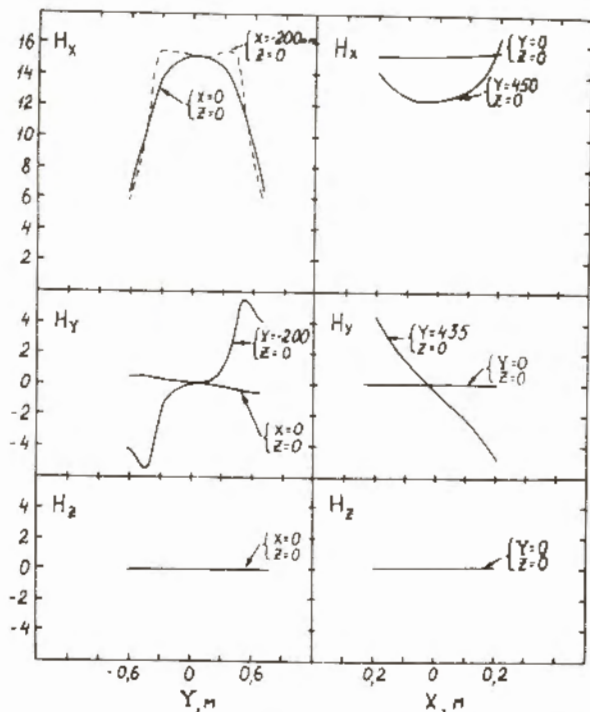 16
14
12
10
8
6
4
2
Hx
{X=-200мм
Z=0
{X=0
Z=0
Hx
{Y=0
Z=0
{Y=450
Z=0
4
2
0
-2
-4
HY
{Y=-200
Z=0
{X=0
Z=0
Hy
{Y=435
Z=0
{Y=0
Z=0
4
2
0
-2
-4
Hz
{X=0
Z=0
Hz
{Y=0
Z=0
-0,6 0 0,6
Y, м
0,2 0 0,2
X, м